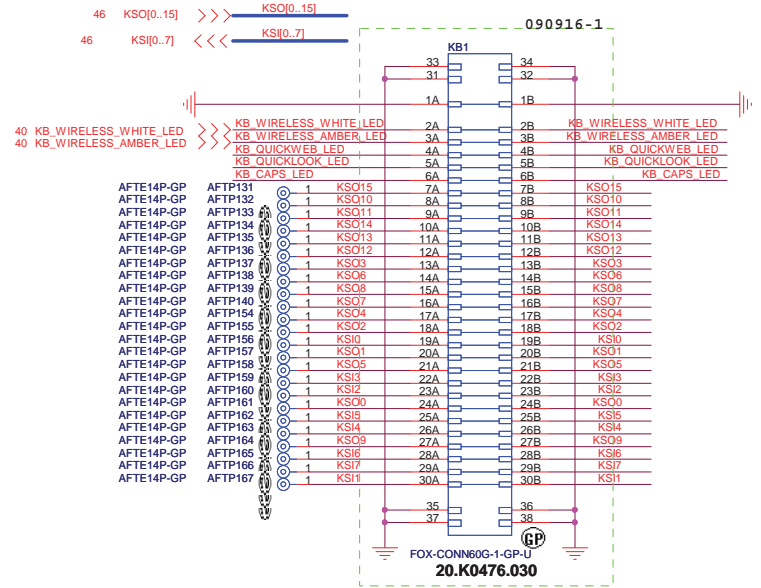 46 KSO[0..15] KSO[0..15]
090916-1
46 KSI[0..7] KSI[0..7]
KB1
33 34
31 32
1A 1B
KB_WIRELESS_WHITE_LED 2A 2B KB_WIRELESS_WHITE_LED
40 KB_WIRELESS_WHITE_LED
KB_WIRELESS_AMBER_LED 3A 3B KB_WIRELESS_AMBER_LED
40 KB_WIRELESS_AMBER_LED
KB_QUICKWEB_LED 4A 4B KB_QUICKWEB_LED
KB_QUICKLOOK_LED 5A 5B KB_QUICKLOOK_LED
KB_CAPS_LED 6A 6B KB_CAPS_LED
AFTE14P-GP AFTP131 1 KSO15 7A 7B KSO15
AFTE14P-GP AFTP132 1 KSO10 8A 8B KSO10
AFTE14P-GP AFTP133 1 KSO11 9A 9B KSO11
AFTE14P-GP AFTP134 1 KSO14 10A 10B KSO14
AFTE14P-GP AFTP135 1 KSO13 11A 11B KSO13
AFTE14P-GP AFTP136 1 KSO12 12A 12B KSO12
AFTE14P-GP AFTP137 1 KSO3 13A 13B KSO3
AFTE14P-GP AFTP138 1 KSO6 14A 14B KSO6
AFTE14P-GP AFTP139 1 KSO8 15A 15B KSO8
AFTE14P-GP AFTP140 1 KSO7 16A 16B KSO7
AFTE14P-GP AFTP154 1 KSO4 17A 17B KSO4
AFTE14P-GP AFTP155 1 KSO2 18A 18B KSO2
AFTE14P-GP AFTP156 1 KSI0 19A 19B KSI0
AFTE14P-GP AFTP157 1 KSO1 20A 20B KSO1
AFTE14P-GP AFTP158 1 KSO5 21A 21B KSO5
AFTE14P-GP AFTP159 1 KSI3 22A 22B KSI3
AFTE14P-GP AFTP160 1 KSI2 23A 23B KSI2
AFTE14P-GP AFTP161 1 KSO0 24A 24B KSO0
AFTE14P-GP AFTP162 1 KSI5 25A 25B KSI5
AFTE14P-GP AFTP163 1 KSI4 26A 26B KSI4
AFTE14P-GP AFTP164 1 KSO9 27A 27B KSO9
AFTE14P-GP AFTP165 1 KSI6 28A 28B KSI6
AFTE14P-GP AFTP166 1 KSI7 29A 29B KSI7
AFTE14P-GP AFTP167 1 KSI1 30A 30B KSI1
35 36
37 38
GP
FOX-CONN60G-1-GP-U
20.K0476.030